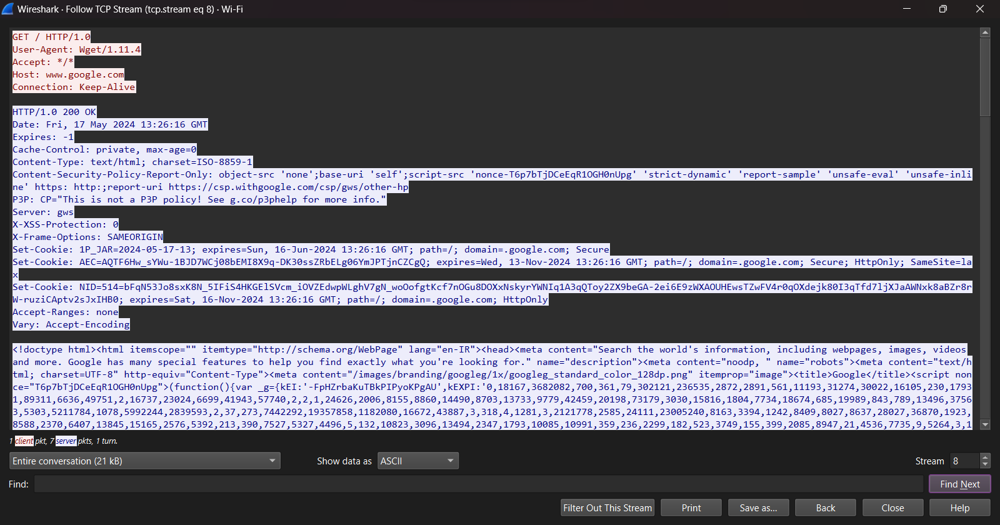 Wireshark · Follow TCP Stream (tcp.stream eq 8) · Wi-Fi
GET / HTTP/1.0
User-Agent: Wget/1.11.4
Accept: */*
Host: www.google.com
Connection: Keep-Alive
HTTP/1.0 200 OK
Date: Fri, 17 May 2024 13:26:16 GMT
Expires: -1
Cache-Control: private, max-age=0
Content-Type: text/html; charset=ISO-8859-1
Content-Security-Policy-Report-Only: object-src 'none';base-uri 'self';script-src 'nonce-T6p7bTjDCeEqR1OGH0nUpg' 'strict-dynamic' 'report-sample' 'unsafe-eval' 'unsafe-inli
ne' https: http:;report-uri https://csp.withgoogle.com/csp/gws/other-hp
P3P: CP="This is not a P3P policy! See g.co/p3phelp for more info."
Server: gws
X-XSS-Protection: 0
X-Frame-Options: SAMEORIGIN
Set-Cookie: 1P_JAR=2024-05-17-13; expires=Sun, 16-Jun-2024 13:26:16 GMT; path=/; domain=.google.com; Secure
Set-Cookie: AEC=AQTF6Hw_sYWu-1BJD7WCj08bEMI8X9q-DK30ssZRbELg06YmJPTjnCZCgQ; expires=Wed, 13-Nov-2024 13:26:16 GMT; path=/; domain=.google.com; Secure; HttpOnly; SameSite=la
x
Set-Cookie: NID=514=bFqN53Jo8sxK8N_5IFiS4HKGElSVcm_iOVZEdwpWLghV7gN_woOofgtKcf7nOGu8DOXxNskyrYWNIq1A3qQToy2ZX9beGA-2ei6E9zWXAOUHEwsTZwFV4r0qOXdejk80I3qTfd7ljXJaAWNxk8aBZr8r
W-ruziCAptv2sJxIHB0; expires=Sat, 16-Nov-2024 13:26:16 GMT; path=/; domain=.google.com; HttpOnly
Accept-Ranges: none
Vary: Accept-Encoding
<!doctype html><html itemscope="" itemtype="http://schema.org/WebPage" lang="en-IR"><head><meta content="Search the world's information, including webpages, images, videos
and more. Google has many special features to help you find exactly what you're looking for." name="description"><meta content="noodp, " name="robots"><meta content="text/h
tml; charset=UTF-8" http-equiv="Content-Type"><meta content="/images/branding/googleg/1x/googleg_standard_color_128dp.png" itemprop="image"><title>Google</title><script non
ce="T6p7bTjDCeEqR1OGH0nUpg">(function(){var _g={kEI:'-FpHZrbaKuTBkPIPyoKPgAU',kEXPI:'0,18167,3682082,700,361,79,302121,236535,2872,2891,561,11193,31274,30022,16105,230,1793
1,89311,6636,49751,2,16737,23024,6699,41943,57740,2,2,1,24626,2006,8155,8860,14490,8703,13733,9779,42459,20198,73179,3030,15816,1804,7734,18674,685,19989,843,789,13496,3756
3,5303,5211784,1078,5992244,2839593,2,37,273,7442292,19357858,1182080,16672,43887,3,318,4,1281,3,2121778,2585,24111,23005240,8163,3394,1242,8409,8027,8637,28027,36870,1923,
8588,2370,6407,13845,15165,2576,5392,213,390,7527,5327,4496,5,132,10823,3096,13494,2347,1793,10085,10991,359,236,2299,182,523,3749,155,399,2085,8947,21,4536,7735,9,5264,3,1
1 client pkt, 7 server pkts, 1 turn.
Entire conversation (21 kB) Show data as ASCII Stream 8
Find: Find Next
Filter Out This Stream Print Save as… Back Close Help